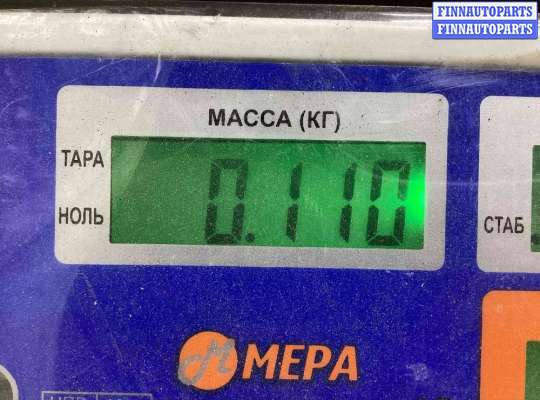 FINNAUTOPARTS
FINNAUTOPARTS
МАССА (КГ)
ТАРА
0.110
НОЛЬ
СТАБ
МЕРА